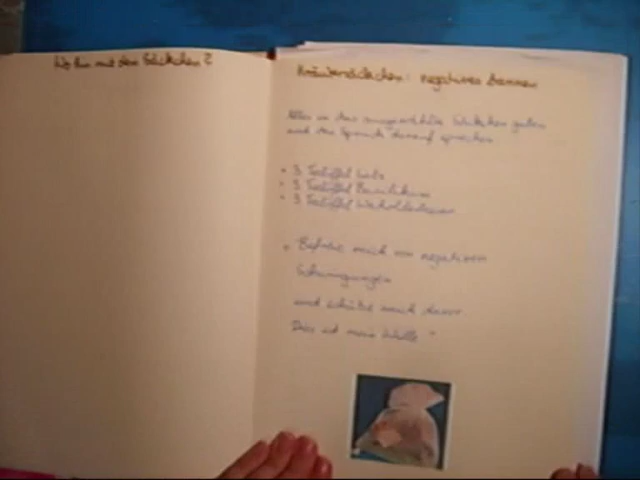 Wo hin mit den Säckchen?
Kräutersäckchen: negatives bannen
Alles in das ausgewählte Säckchen geben
und den Spruch darauf sprechen
• 3 Teelöffel Salz
• 3 Teelöffel Basilikum
• 3 Teelöffel Wacholderbeeren
"Befreie mich von negativen
Schwingungen
und schütze mich davor
Dies ist mein Wille"